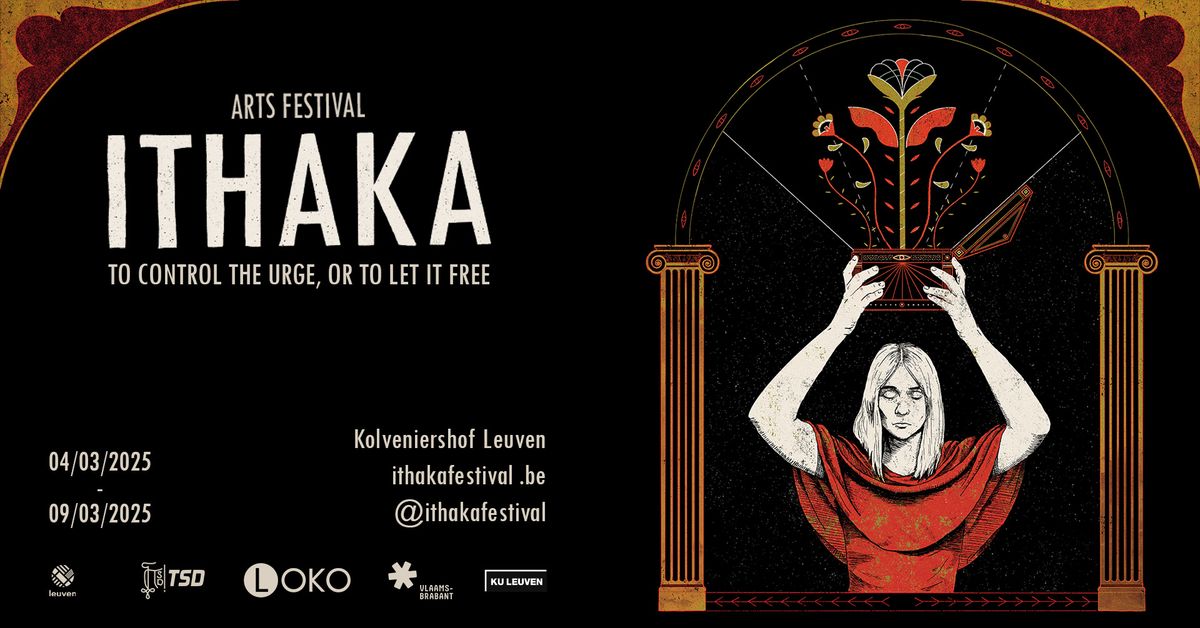 ARTS FESTIVAL
ITHAKA
TO CONTROL THE URGE, OR TO LET IT FREE
04/03/2025
-
09/03/2025
Kolveniershof Leuven
ithakafestival .be
@ithakafestival
leuven
TSD
LOKO
VLAAMS-
BRABANT
KU LEUVEN